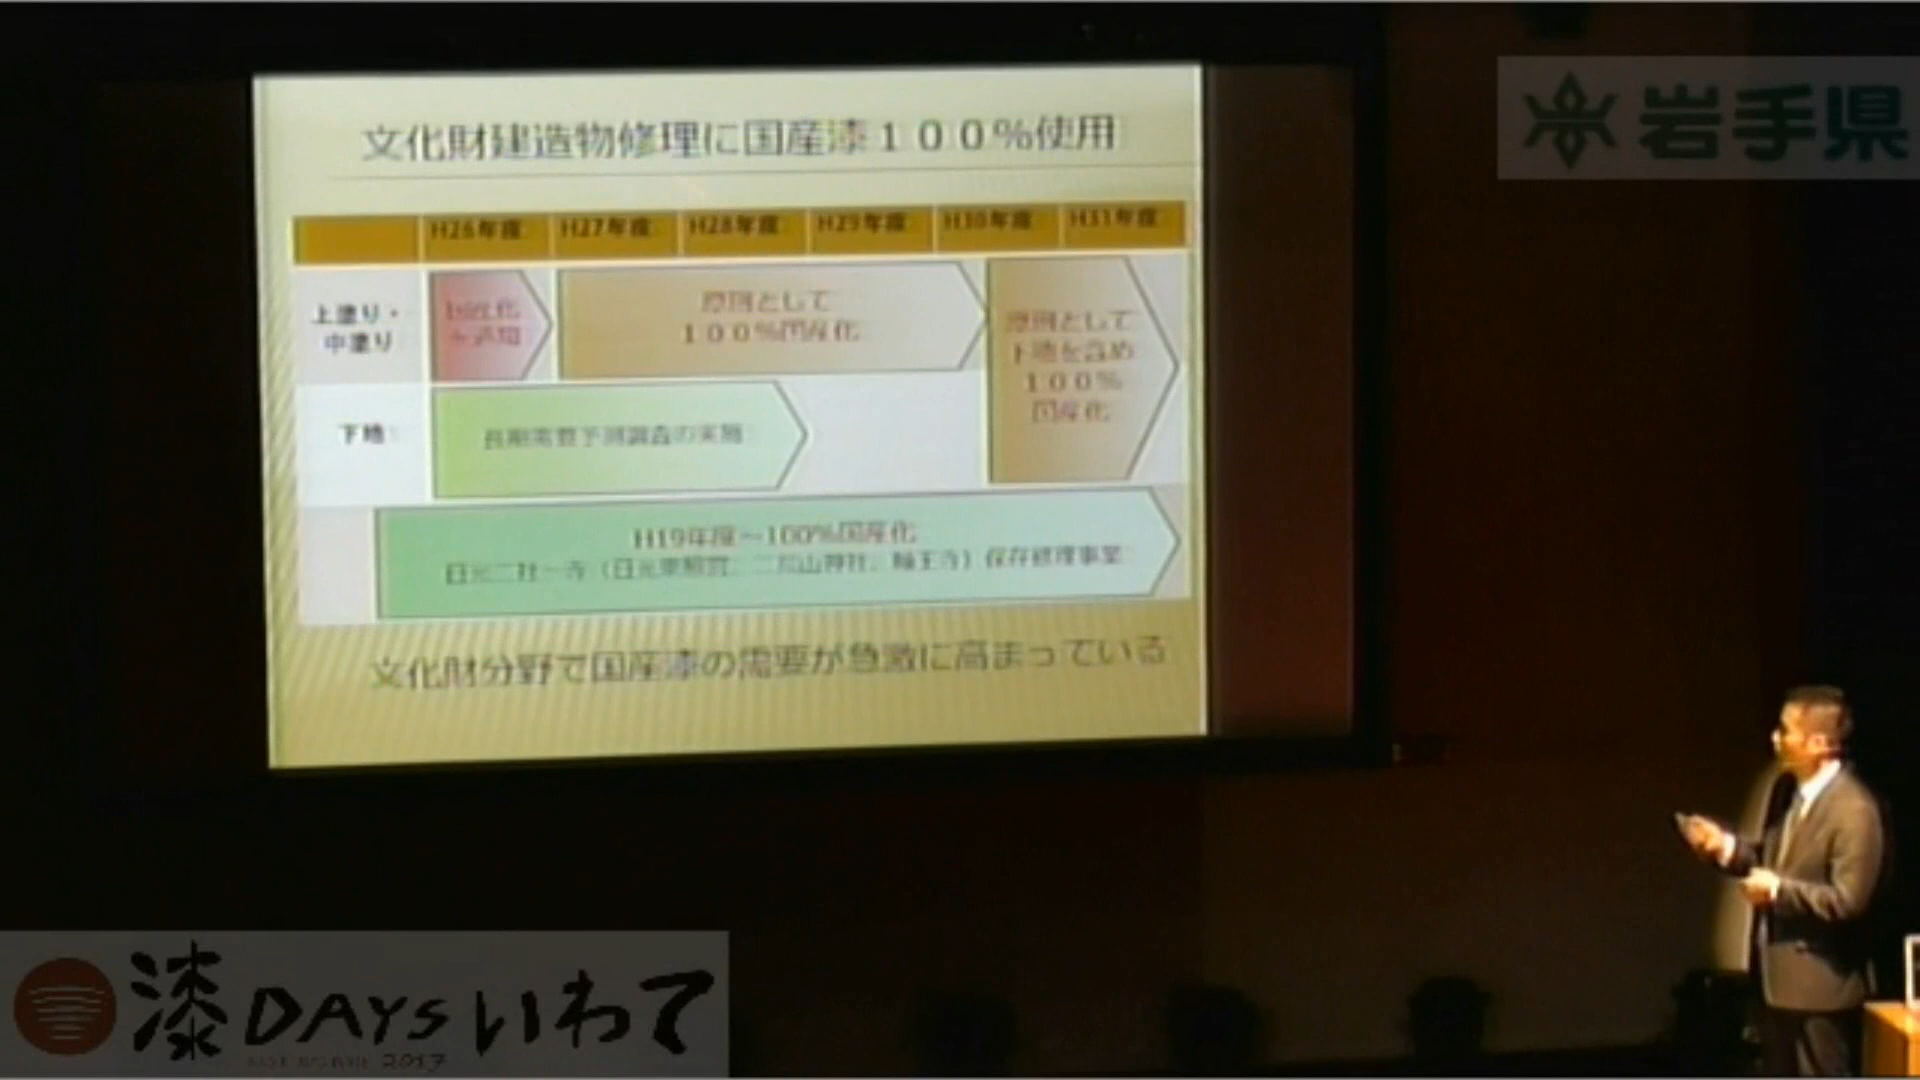 岩手県
文化財建造物修理に国産漆１００％使用
H26年度 H27年度 H28年度 H29年度 H30年度 H31年度
上塗り・
中塗り
原則として
１００％国産化
原則として
下地を含め
１００％
国産化
下地
長期需要予測調査の実施
H19年度～100％国産化
日光二社一寺（日光東照宮、二荒山神社、輪王寺）保存修理事業
文化財分野で国産漆の需要が急激に高まっている
漆DAYSいわて
2017